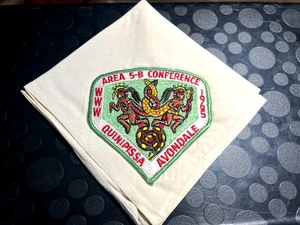 AREA 5-B CONFERENCE
WWW
1965
QUINIPISSA
AVONDALE